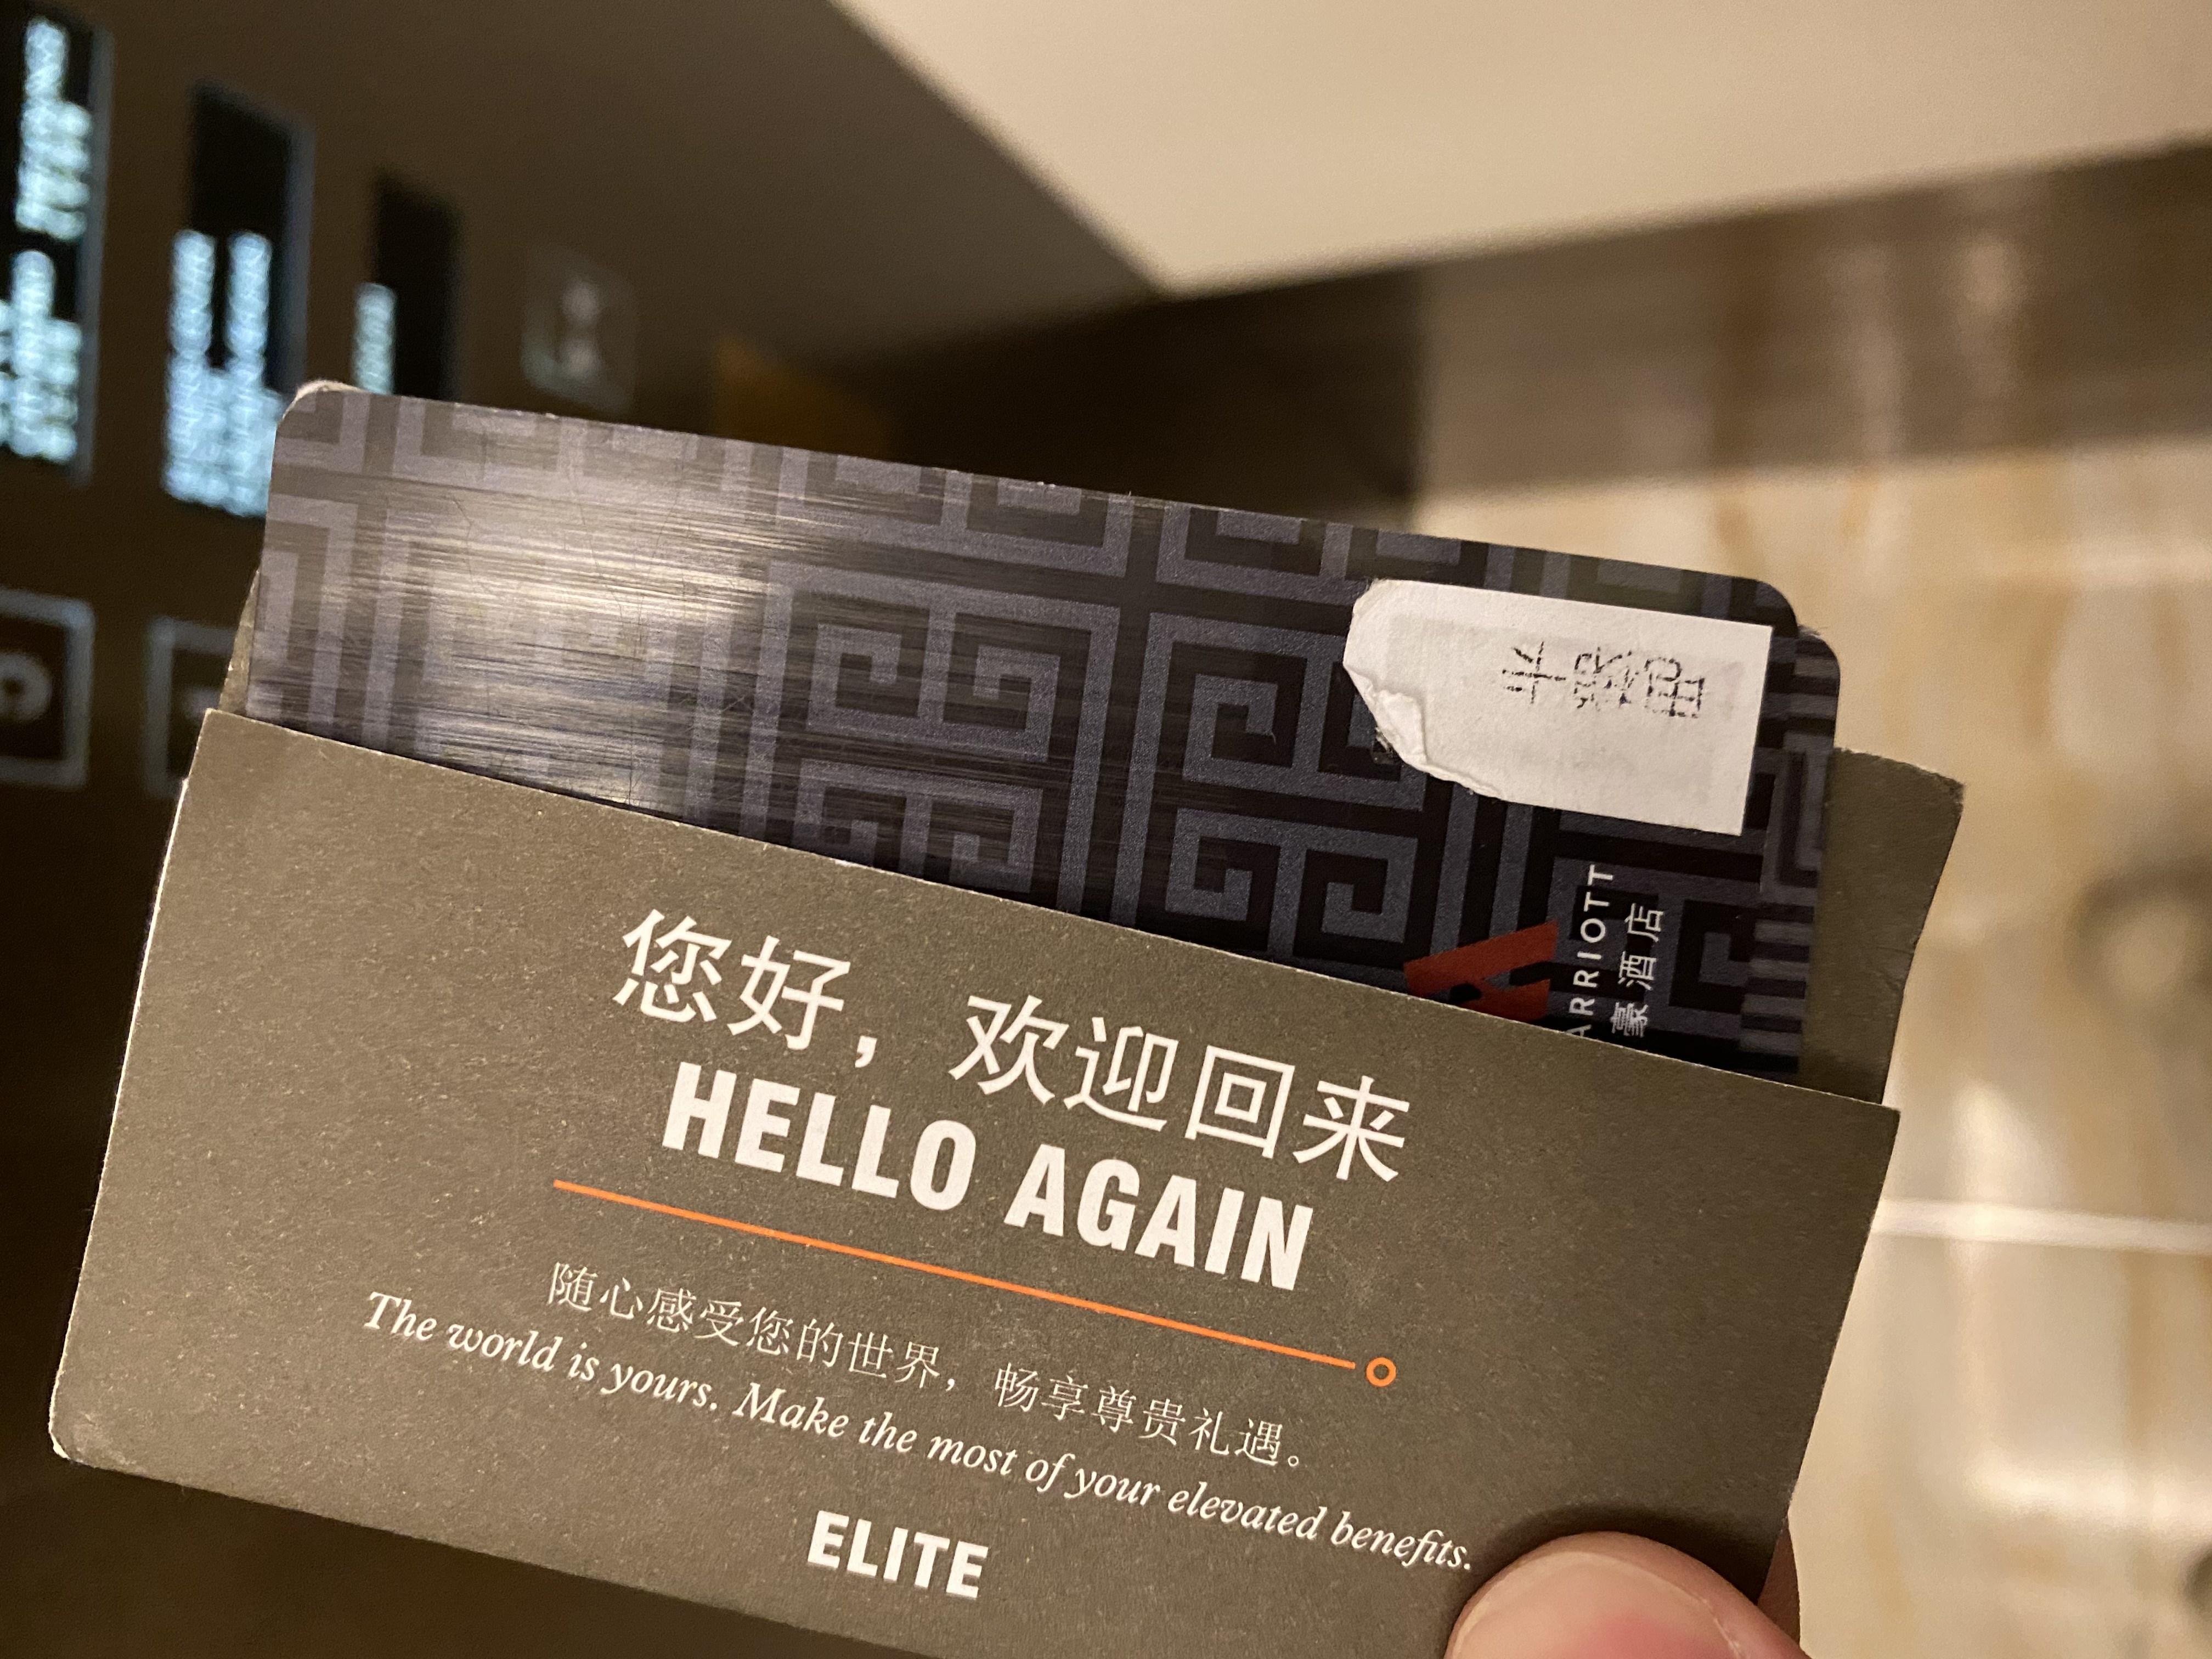 ARRIOTT
豪酒店
您好，欢迎回来
HELLO AGAIN
随心感受您的世界，畅享尊贵礼遇。
The world is yours. Make the most of your elevated benefits.
ELITE